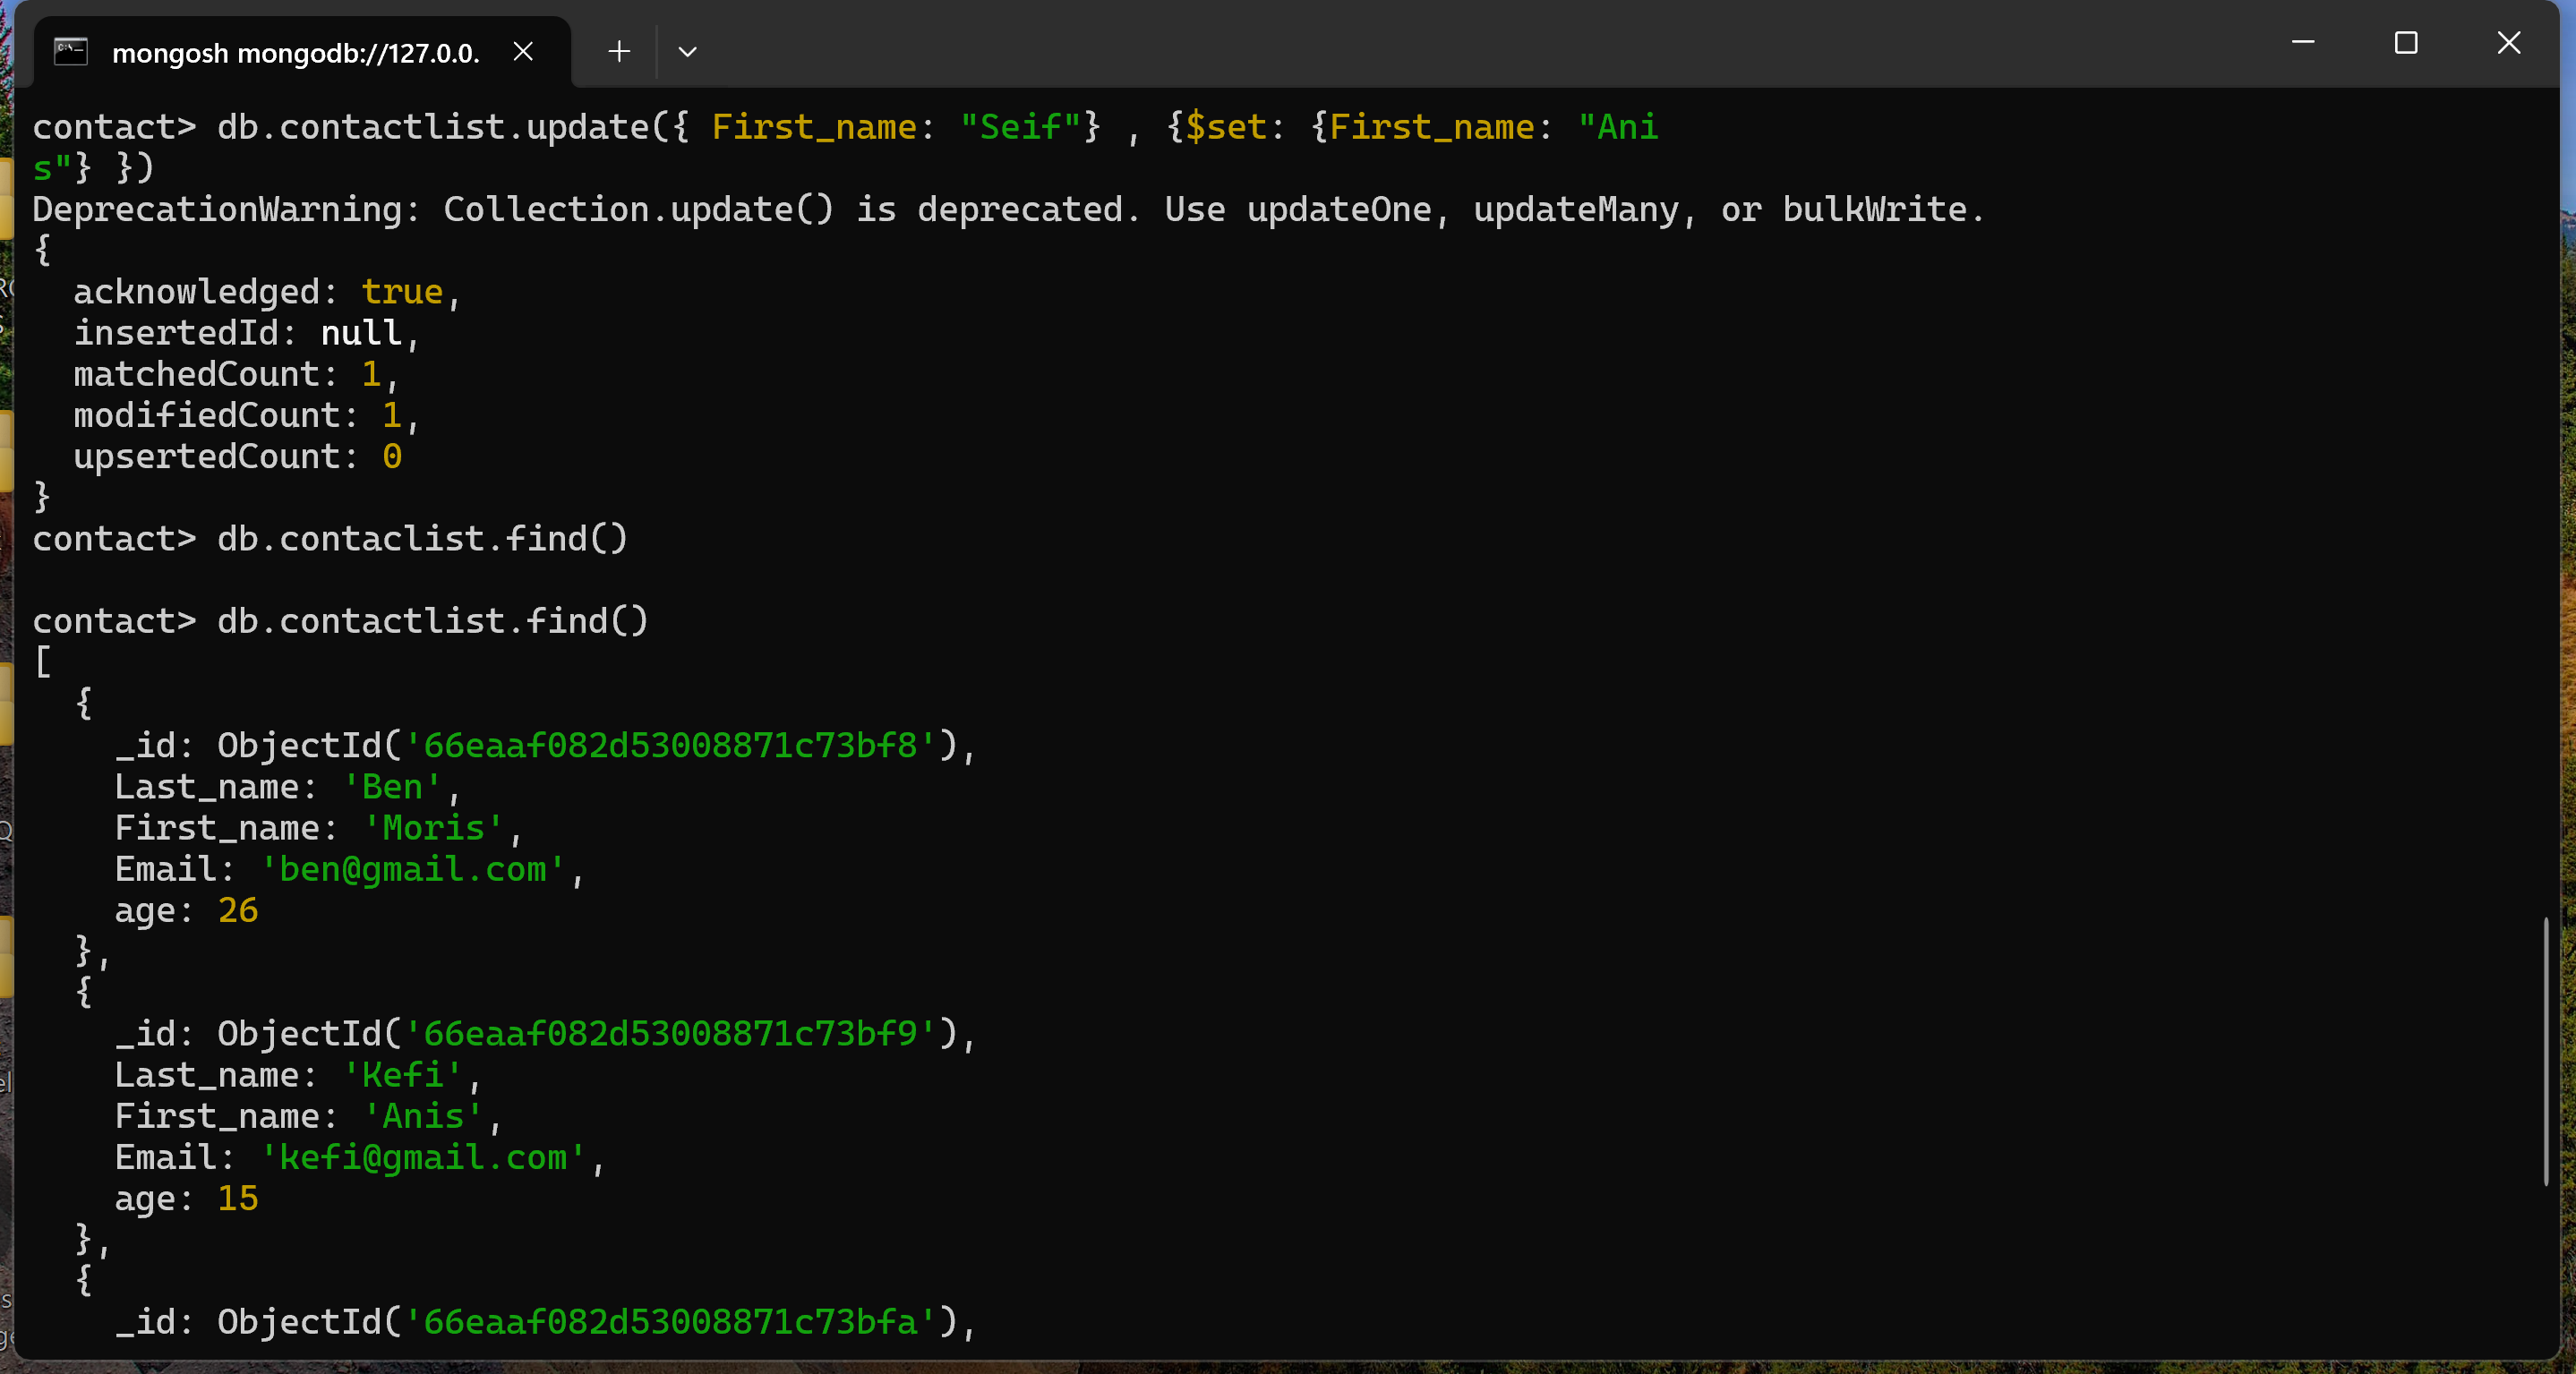 mongosh mongodb://127.0.0.
contact> db.contactlist.update({ First_name: "Seif"} , {$set: {First_name: "Ani
s"} })
DeprecationWarning: Collection.update() is deprecated. Use updateOne, updateMany, or bulkWrite.
{
  acknowledged: true,
  insertedId: null,
  matchedCount: 1,
  modifiedCount: 1,
  upsertedCount: 0
}
contact> db.contaclist.find()
contact> db.contactlist.find()
[
  {
    _id: ObjectId('66eaaf082d53008871c73bf8'),
    Last_name: 'Ben',
    First_name: 'Moris',
    Email: 'ben@gmail.com',
    age: 26
  },
  {
    _id: ObjectId('66eaaf082d53008871c73bf9'),
    Last_name: 'Kefi',
    First_name: 'Anis',
    Email: 'kefi@gmail.com',
    age: 15
  },
  {
    _id: ObjectId('66eaaf082d53008871c73bfa'),